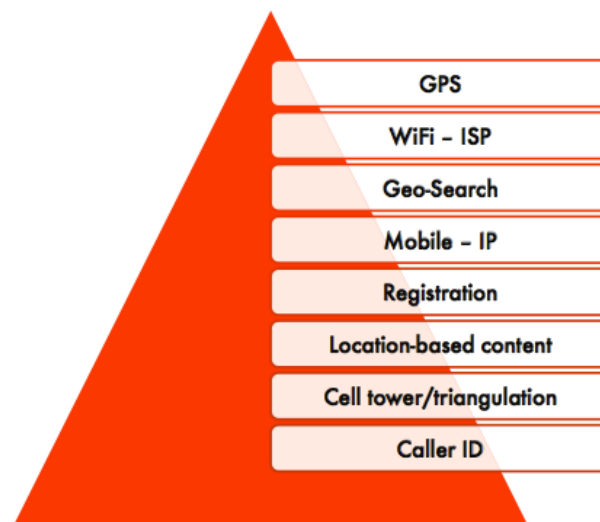 GPS
WiFi – ISP
Geo-Search
Mobile – IP
Registration
Location-based content
Cell tower/triangulation
Caller ID